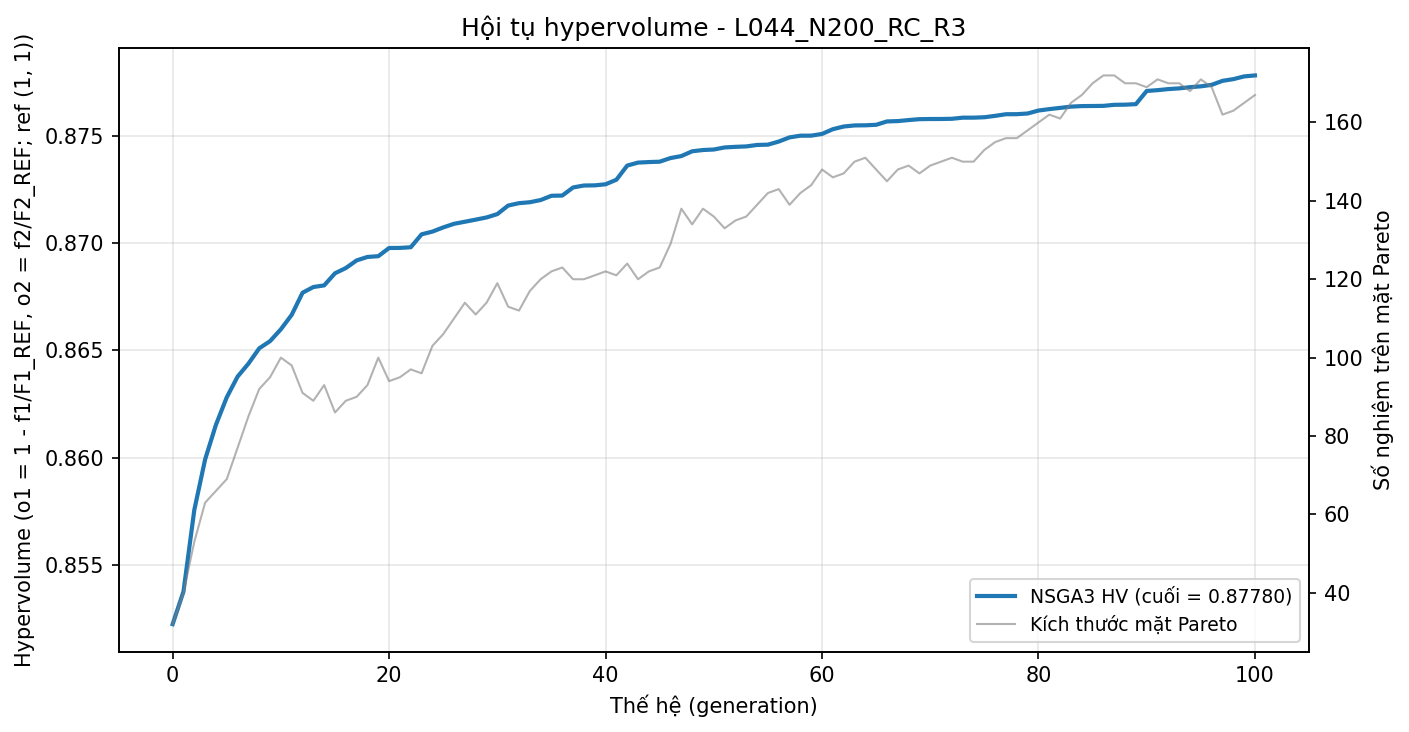 Hội tụ hypervolume - L044_N200_RC_R3
Hypervolume (o1 = 1 - f1/F1_REF, o2 = f2/F2_REF; ref (1, 1))
0.875
0.870
0.865
0.860
0.855
160
140
120
100
80
60
40
Số nghiệm trên mặt Pareto
NSGA3 HV (cuối = 0.87780)
Kích thước mặt Pareto
0 20 40 60 80 100
Thế hệ (generation)